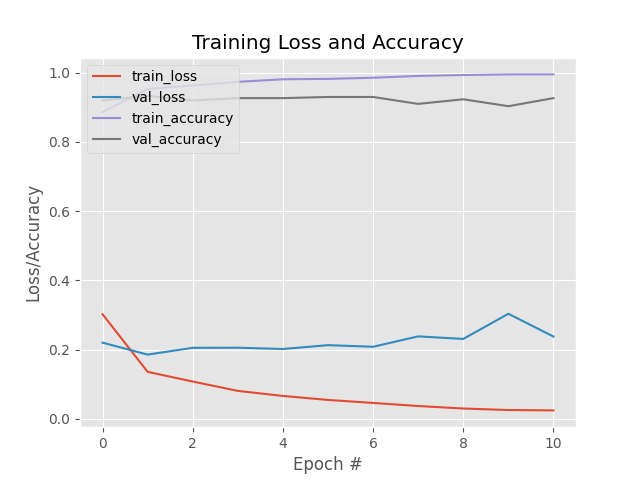 Training Loss and Accuracy
train_loss
val_loss
train_accuracy
val_accuracy
Loss/Accuracy
1.0
0.8
0.6
0.4
0.2
0.0
0 2 4 6 8 10
Epoch #